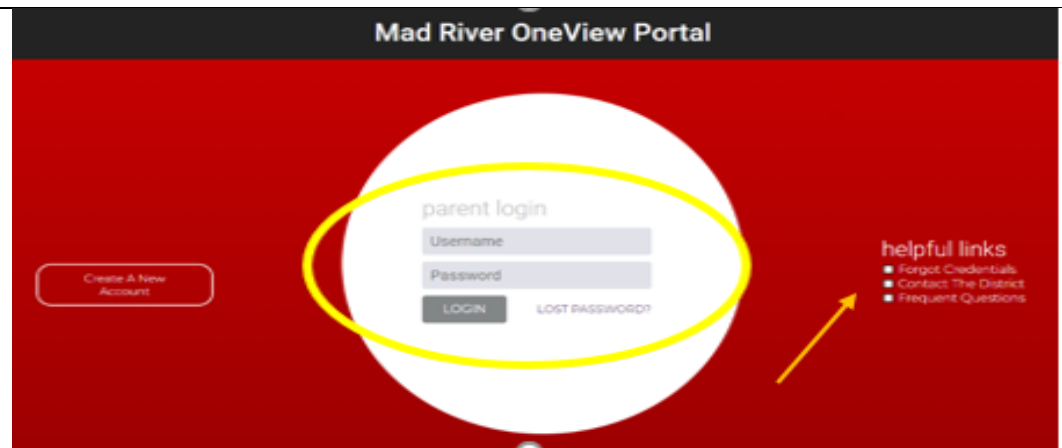 Mad River OneView Portal
parent login
Username
Password
LOGIN LOST PASSWORD?
Create A New
Account
helpful links
Forgot Credentials
Contact The District
Frequent Questions